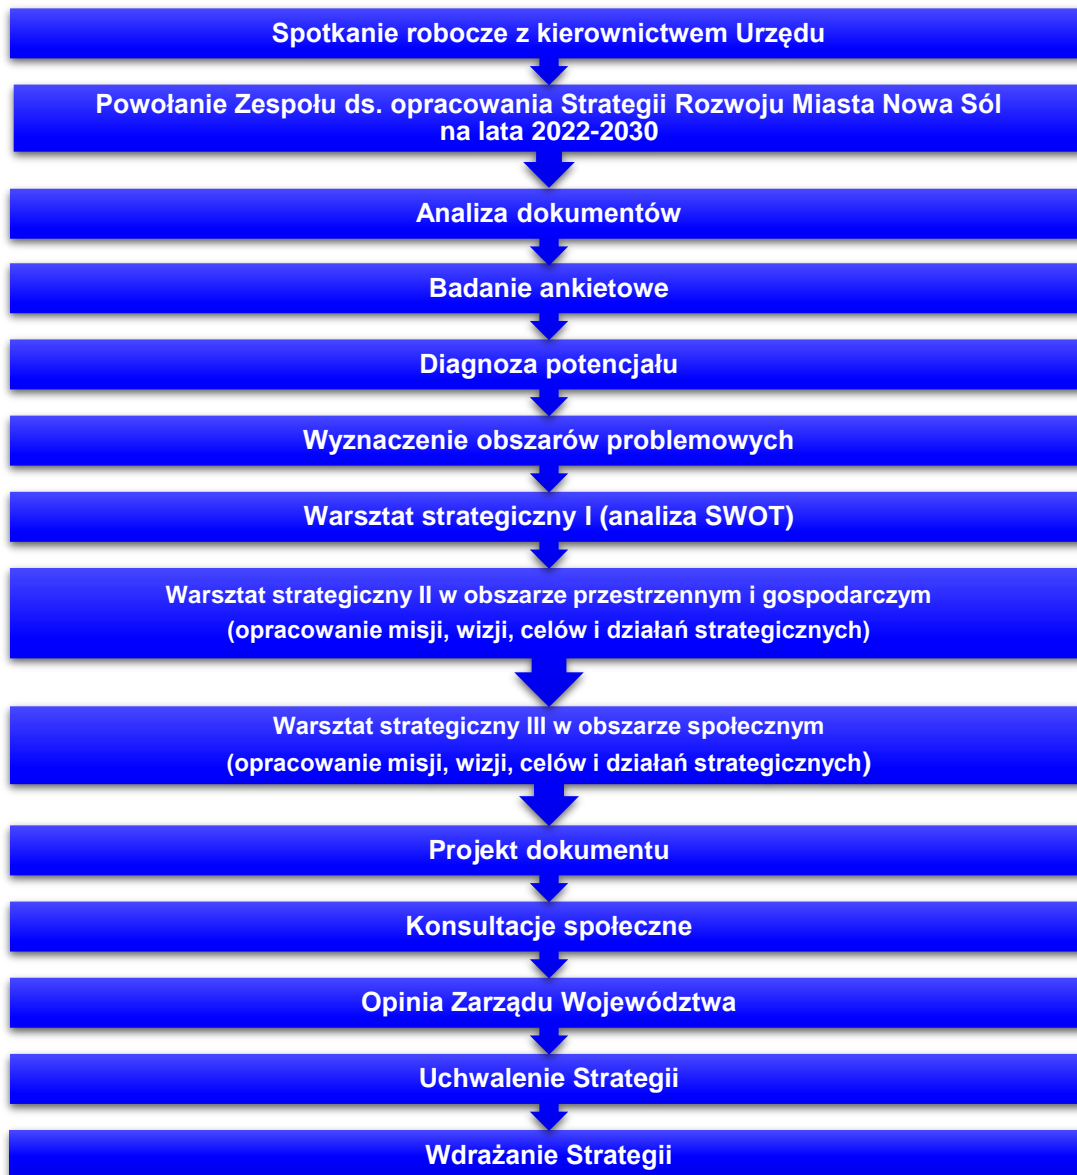 Spotkanie robocze z kierownictwem Urzędu
Powołanie Zespołu ds. opracowania Strategii Rozwoju Miasta Nowa Sól
na lata 2022-2030
Analiza dokumentów
Badanie ankietowe
Diagnoza potencjału
Wyznaczenie obszarów problemowych
Warsztat strategiczny I (analiza SWOT)
Warsztat strategiczny II w obszarze przestrzennym i gospodarczym
(opracowanie misji, wizji, celów i działań strategicznych)
Warsztat strategiczny III w obszarze społecznym
(opracowanie misji, wizji, celów i działań strategicznych)
Projekt dokumentu
Konsultacje społeczne
Opinia Zarządu Województwa
Uchwalenie Strategii
Wdrażanie Strategii